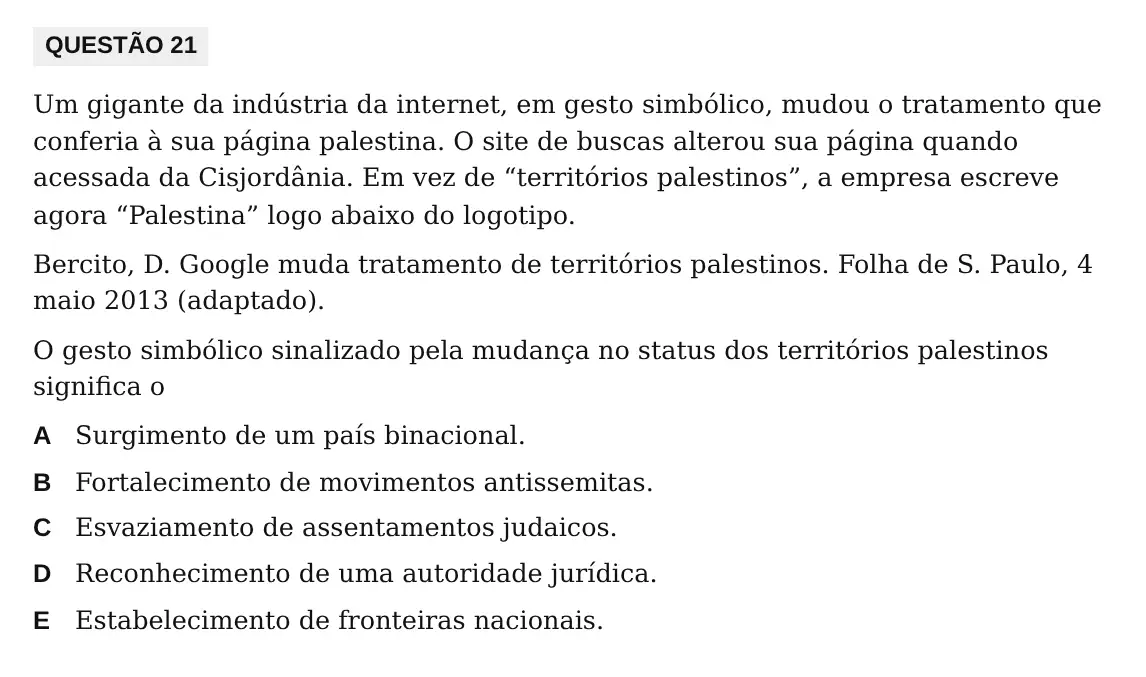 QUESTÃO 21
Um gigante da indústria da internet, em gesto simbólico, mudou o tratamento que
conferia à sua página palestina. O site de buscas alterou sua página quando
acessada da Cisjordânia. Em vez de “territórios palestinos”, a empresa escreve
agora “Palestina” logo abaixo do logotipo.
Bercito, D. Google muda tratamento de territórios palestinos. Folha de S. Paulo, 4
maio 2013 (adaptado).
O gesto simbólico sinalizado pela mudança no status dos territórios palestinos
significa o
A Surgimento de um país binacional.
B Fortalecimento de movimentos antissemitas.
C Esvaziamento de assentamentos judaicos.
D Reconhecimento de uma autoridade jurídica.
E Estabelecimento de fronteiras nacionais.